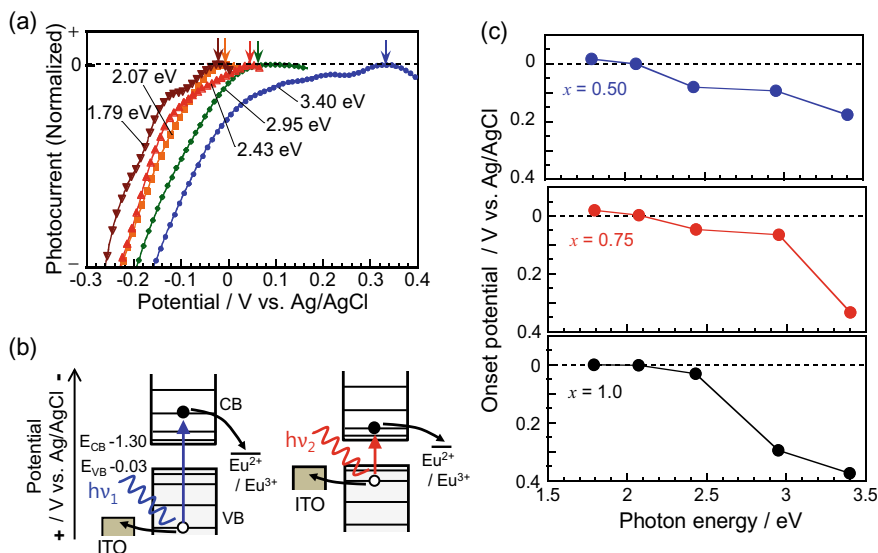 (a)
Photocurrent (Normalized)
+
0
−
2.07 eV
1.79 eV
3.40 eV
2.95 eV
2.43 eV
-0.3 -0.2 -0.1 0 0.1 0.2 0.3 0.4
Potential / V vs. Ag/AgCl
(b)
Potential
+ / V vs. Ag/AgCl -
CB
E_CB -1.30
E_VB -0.03
hν₁
Eu²⁺
/ Eu³⁺
VB
ITO
hν₂
Eu²⁺
/ Eu³⁺
ITO
(c)
Onset potential / V vs. Ag/AgCl
0
0.2
0.4
x = 0.50
0
0.2
0.4
x = 0.75
0
0.2
0.4
x = 1.0
1.5 2 2.5 3 3.5
Photon energy / eV